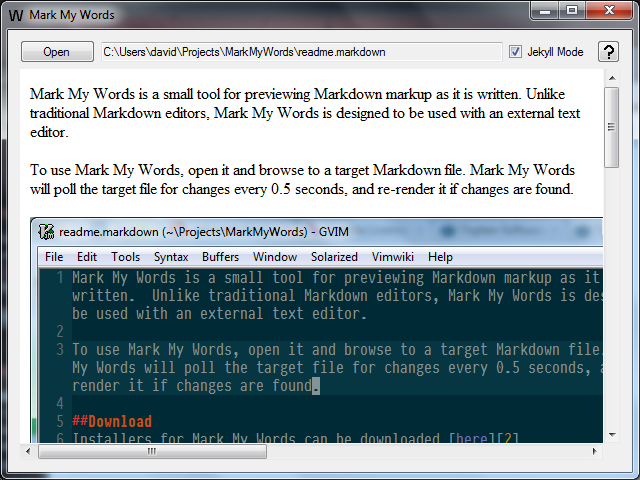 Mark My Words
Open
C:\Users\david\Projects\MarkMyWords\readme.markdown
Jekyll Mode
?
Mark My Words is a small tool for previewing Markdown markup as it is written. Unlike
traditional Markdown editors, Mark My Words is designed to be used with an external text
editor.
To use Mark My Words, open it and browse to a target Markdown file. Mark My Words
will poll the target file for changes every 0.5 seconds, and re-render it if changes are found.
readme.markdown (~\Projects\MarkMyWords) - GVIM
File Edit Tools Syntax Buffers Window Solarized Vimwiki Help
1 Mark My Words is a small tool for previewing Markdown markup as it
written.  Unlike traditional Markdown editors, Mark My Words is des
be used with an external text editor.
2
3 To use Mark My Words, open it and browse to a target Markdown file.
My Words will poll the target file for changes every 0.5 seconds, a
render it if changes are found.
4
5 ##Download
6 Installers for Mark My Words can be downloaded [here][2]